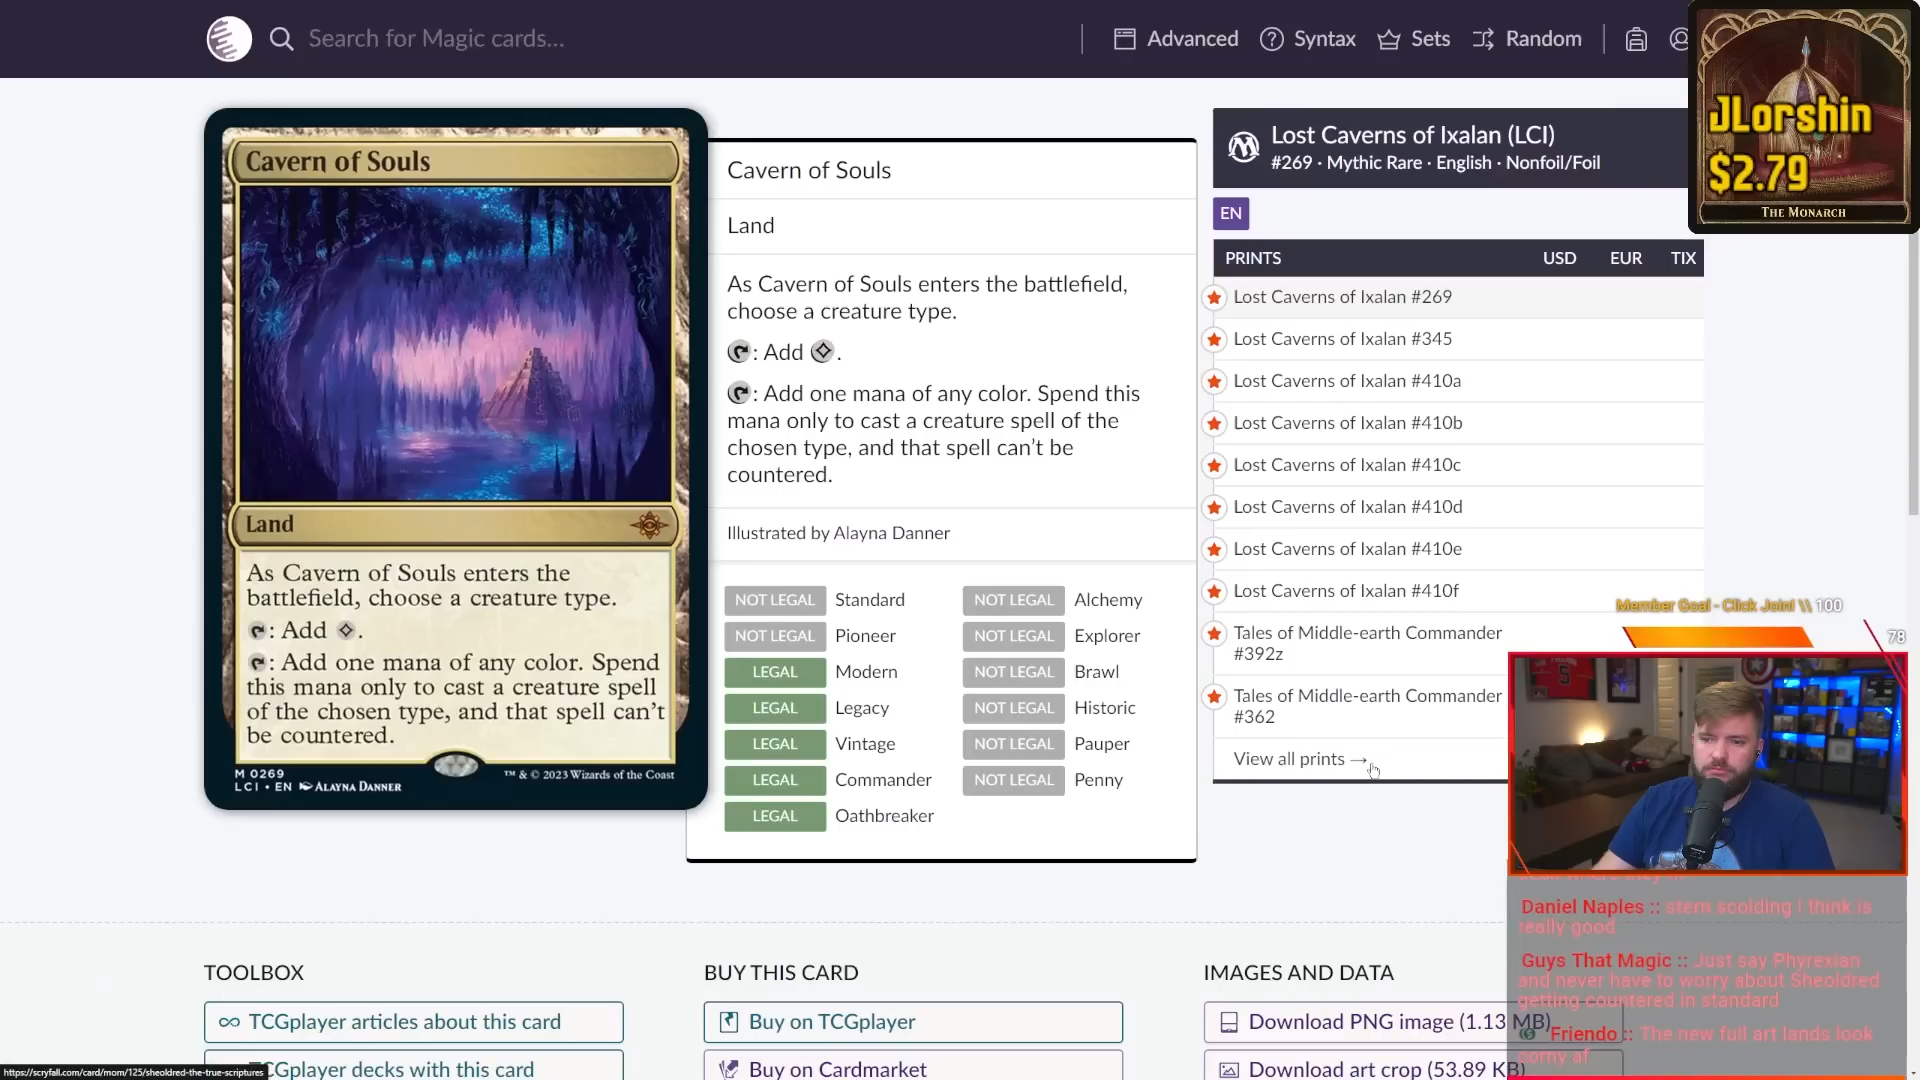 Search for Magic cards...
Advanced
Syntax
Sets
Random
JLorshin
$2.79
THE MONARCH
Cavern of Souls
Land
As Cavern of Souls enters the
battlefield, choose a creature type.
: Add .
: Add one mana of any color. Spend
this mana only to cast a creature spell
of the chosen type, and that spell can't
be countered.
M 0269
LCI • EN ALAYNA DANNER
™ & © 2023 Wizards of the Coast
Cavern of Souls
Land
As Cavern of Souls enters the battlefield,
choose a creature type.
: Add .
: Add one mana of any color. Spend this
mana only to cast a creature spell of the
chosen type, and that spell can't be
countered.
Illustrated by Alayna Danner
NOT LEGAL Standard
NOT LEGAL Alchemy
NOT LEGAL Pioneer
NOT LEGAL Explorer
LEGAL Modern
NOT LEGAL Brawl
LEGAL Legacy
NOT LEGAL Historic
LEGAL Vintage
NOT LEGAL Pauper
LEGAL Commander
NOT LEGAL Penny
LEGAL Oathbreaker
Lost Caverns of Ixalan (LCI)
#269 · Mythic Rare · English · Nonfoil/Foil
EN
PRINTS USD EUR TIX
Lost Caverns of Ixalan #269
Lost Caverns of Ixalan #345
Lost Caverns of Ixalan #410a
Lost Caverns of Ixalan #410b
Lost Caverns of Ixalan #410c
Lost Caverns of Ixalan #410d
Lost Caverns of Ixalan #410e
Lost Caverns of Ixalan #410f
Tales of Middle-earth Commander
#392z
Tales of Middle-earth Commander
#362
View all prints →
Member Goal - Click Join! \\ 100
78
Daniel Naples :: stern scolding I think is
really good
Guys That Magic :: Just say Phyrexian
and never have to worry about Sheoldred
getting countered in standard
Friendo :: The new full art lands look
corny af
TOOLBOX
TCGplayer articles about this card
TCGplayer decks with this card
BUY THIS CARD
Buy on TCGplayer
Buy on Cardmarket
IMAGES AND DATA
Download PNG image (1.13 MB)
Download art crop (53.89 KB)
https://scryfall.com/card/mom/125/sheoldred-the-true-scriptures